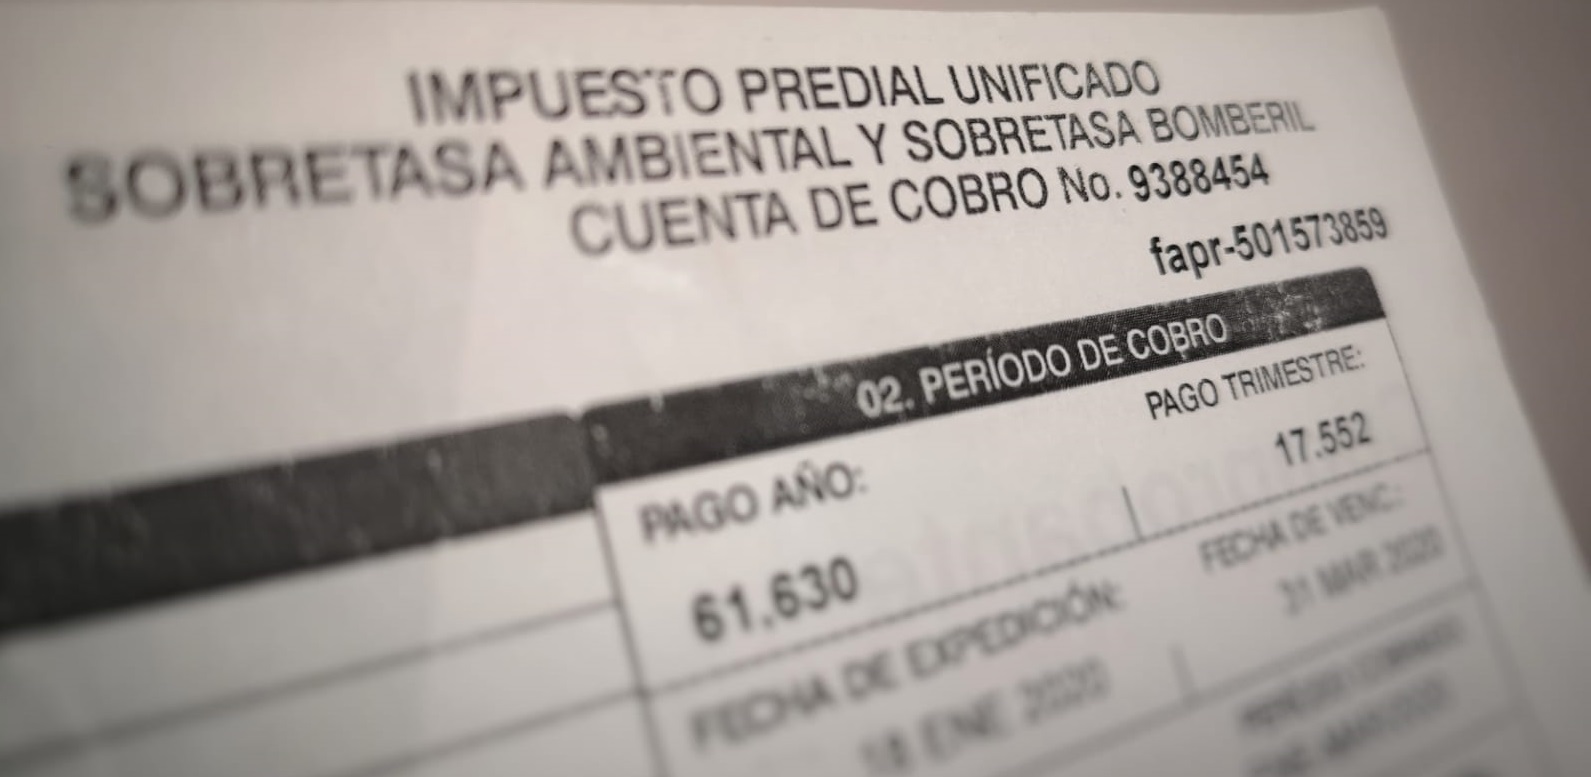 IMPUESTO PREDIAL UNIFICADO
SOBRETASA AMBIENTAL Y SOBRETASA BOMBERIL
CUENTA DE COBRO No. 9388454
fapr-501573859
02. PERÍODO DE COBRO
PAGO AÑO:
PAGO TRIMESTRE:
61.630
17.552
FECHA DE EXPEDICIÓN:
FECHA DE VENC.:
18 ENE 2020
31 MAR 2020